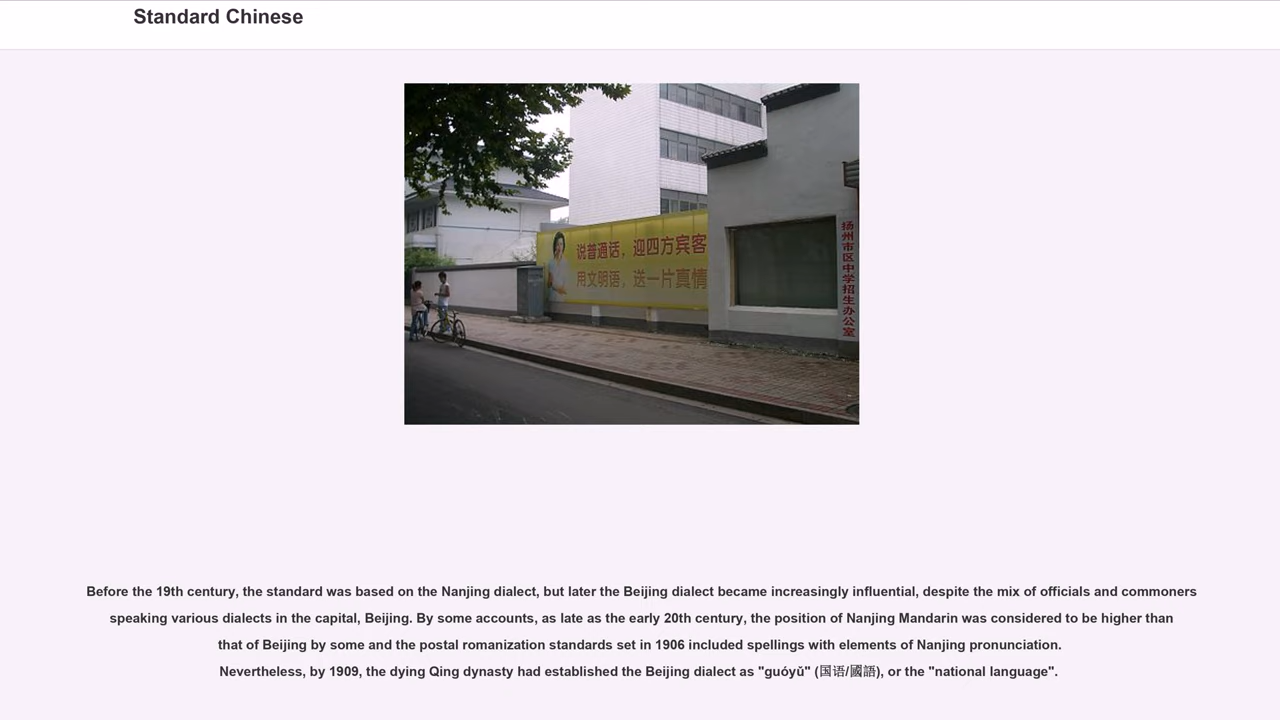 Standard Chinese
说普通话，迎四方宾客
用文明语，送一片真情
扬州市区中学招生办公室
Before the 19th century, the standard was based on the Nanjing dialect, but later the Beijing dialect became increasingly influential, despite the mix of officials and commoners
speaking various dialects in the capital, Beijing. By some accounts, as late as the early 20th century, the position of Nanjing Mandarin was considered to be higher than
that of Beijing by some and the postal romanization standards set in 1906 included spellings with elements of Nanjing pronunciation.
Nevertheless, by 1909, the dying Qing dynasty had established the Beijing dialect as "guóyǔ" (国语/國語), or the "national language".